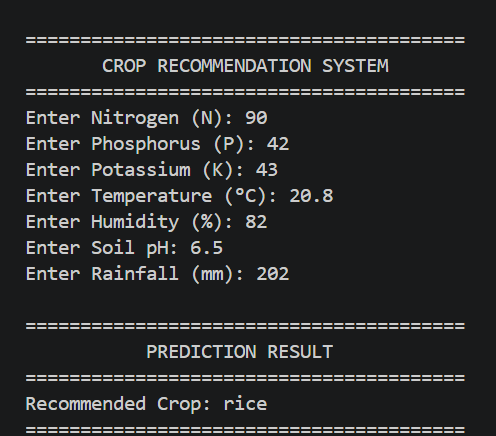 ========================================
CROP RECOMMENDATION SYSTEM
========================================
Enter Nitrogen (N): 90
Enter Phosphorus (P): 42
Enter Potassium (K): 43
Enter Temperature (°C): 20.8
Enter Humidity (%): 82
Enter Soil pH: 6.5
Enter Rainfall (mm): 202
========================================
PREDICTION RESULT
========================================
Recommended Crop: rice
========================================